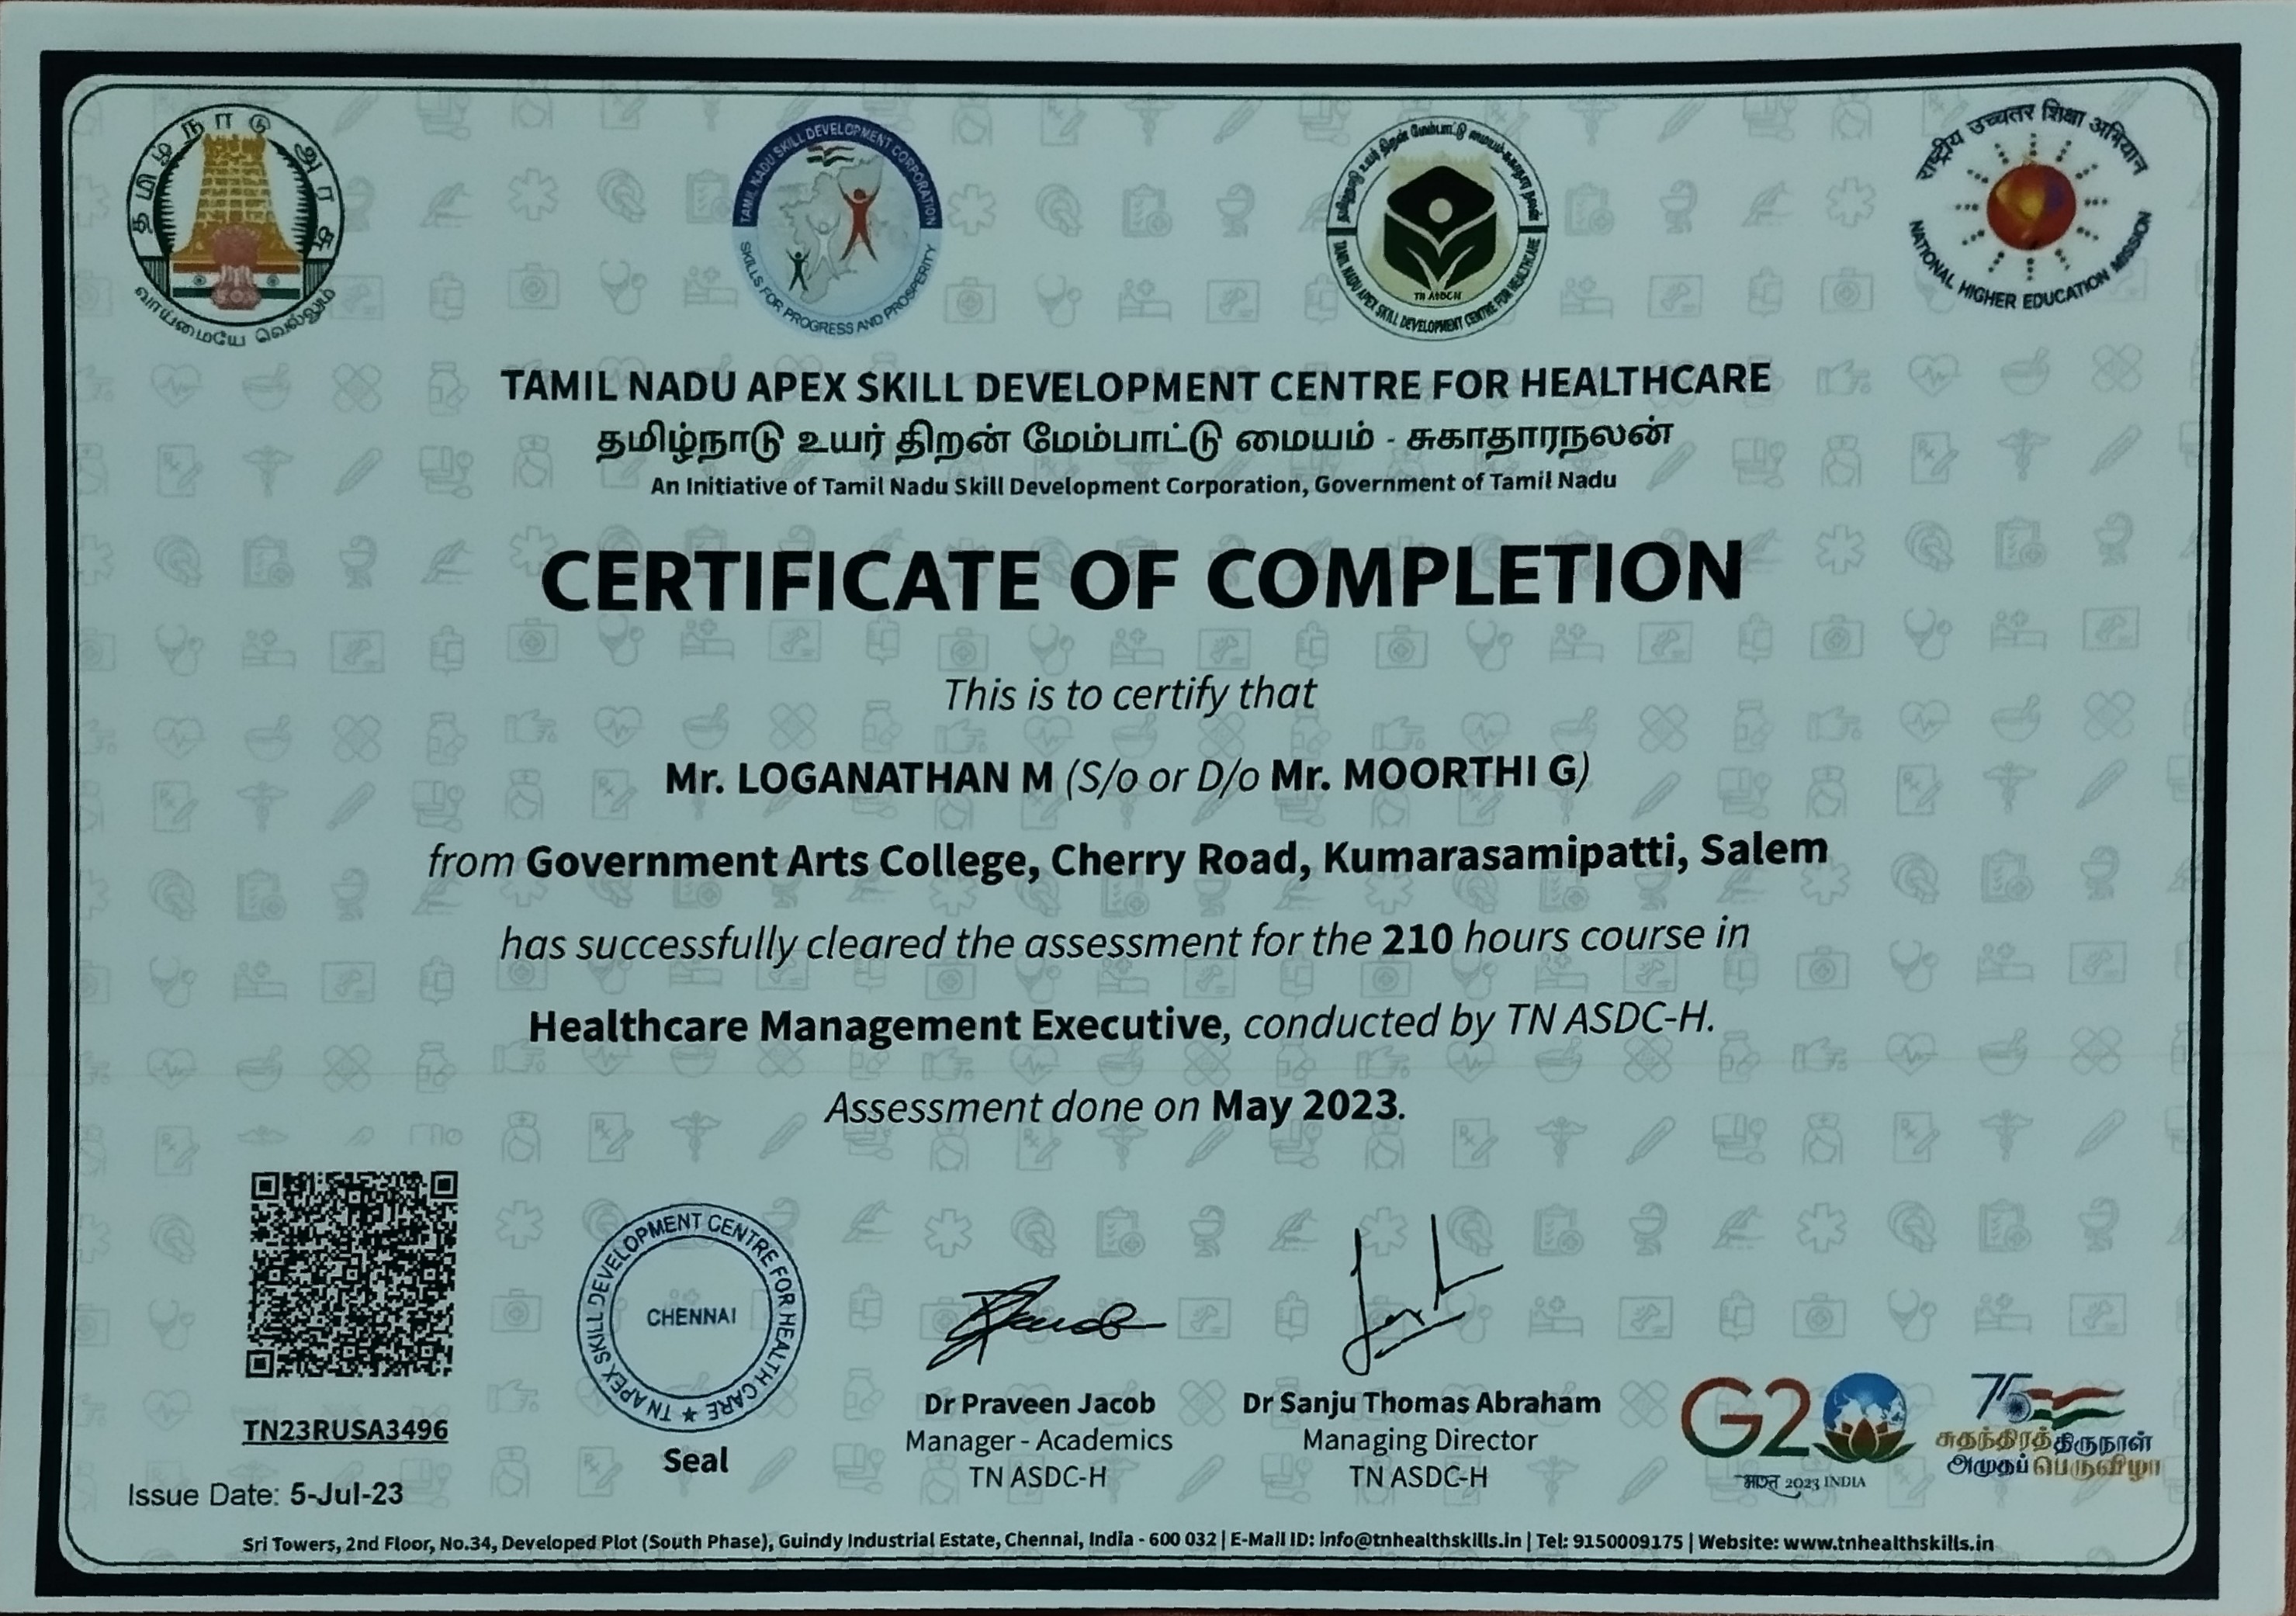 தமிழ்நாடு அரசு
வாய்மையே வெல்லும்
TAMIL NADU SKILL DEVELOPMENT CORPORATION
SKILLS FOR PROGRESS AND PROSPERITY
தமிழ்நாடு உயர் திறன் மேம்பாட்டு மையம்-சுகாதார நலன்
TN ASDCH
TAMIL NADU APEX SKILL DEVELOPMENT CENTRE FOR HEALTHCARE
राष्ट्रीय उच्चतर शिक्षा अभियान
NATIONAL HIGHER EDUCATION MISSION
TAMIL NADU APEX SKILL DEVELOPMENT CENTRE FOR HEALTHCARE
தமிழ்நாடு உயர் திறன் மேம்பாட்டு மையம் - சுகாதாரநலன்
An Initiative of Tamil Nadu Skill Development Corporation, Government of Tamil Nadu
CERTIFICATE OF COMPLETION
This is to certify that
Mr. LOGANATHAN M (S/o or D/o Mr. MOORTHI G)
from Government Arts College, Cherry Road, Kumarasamipatti, Salem
has successfully cleared the assessment for the 210 hours course in
Healthcare Management Executive, conducted by TN ASDC-H.
Assessment done on May 2023.
TN23RUSA3496
Issue Date: 5-Jul-23
TN APEX SKILL DEVELOPMENT CENTRE FOR HEALTH CARE ★
CHENNAI
Seal
Dr Praveen Jacob
Manager - Academics
TN ASDC-H
Dr Sanju Thomas Abraham
Managing Director
TN ASDC-H
G20
भारत 2023 INDIA
75
சுதந்திரத்திருநாள்
அமுதப் பெருவிழா
Sri Towers, 2nd Floor, No.34, Developed Plot (South Phase), Guindy Industrial Estate, Chennai, India - 600 032 | E-Mail ID: info@tnhealthskills.in | Tel: 9150009175 | Website: www.tnhealthskills.in